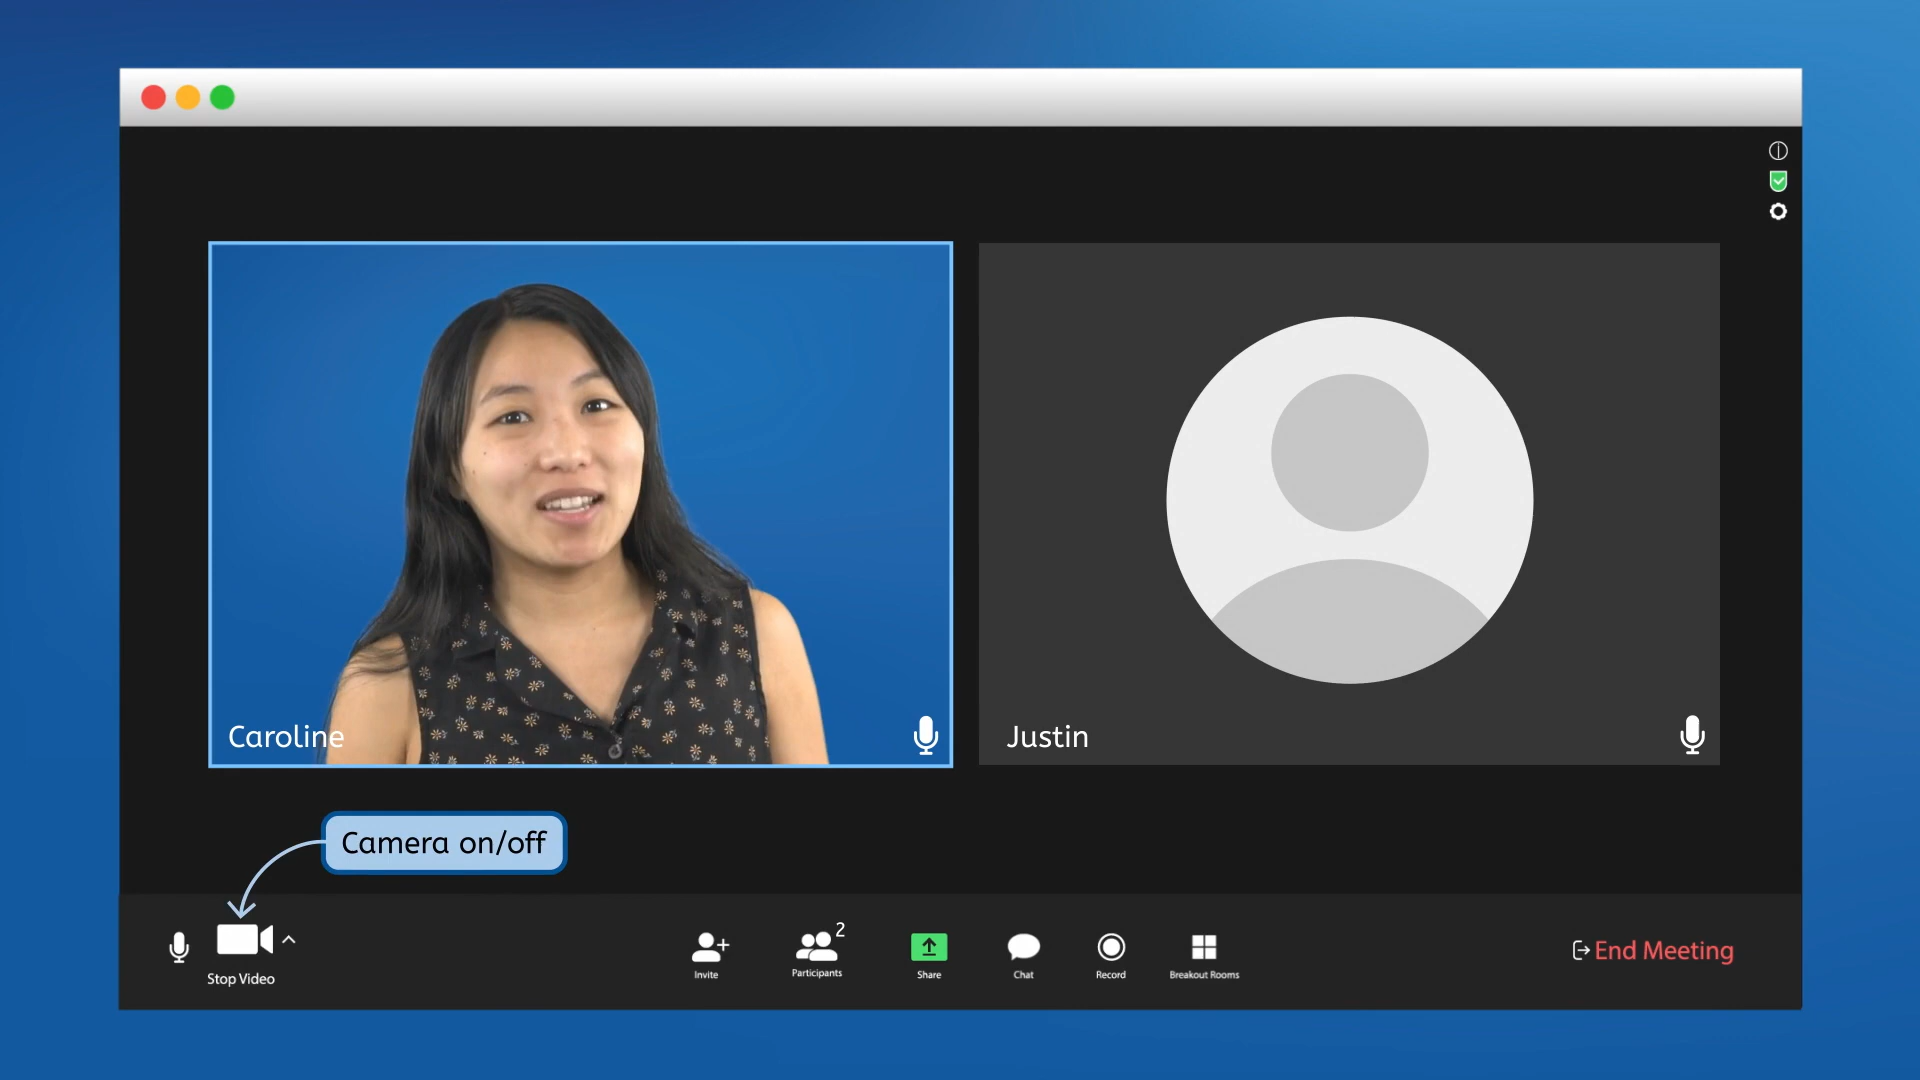 Caroline
Justin
Camera on/off
Stop Video
Invite
Participants
2
Share
Chat
Record
Breakout Rooms
End Meeting